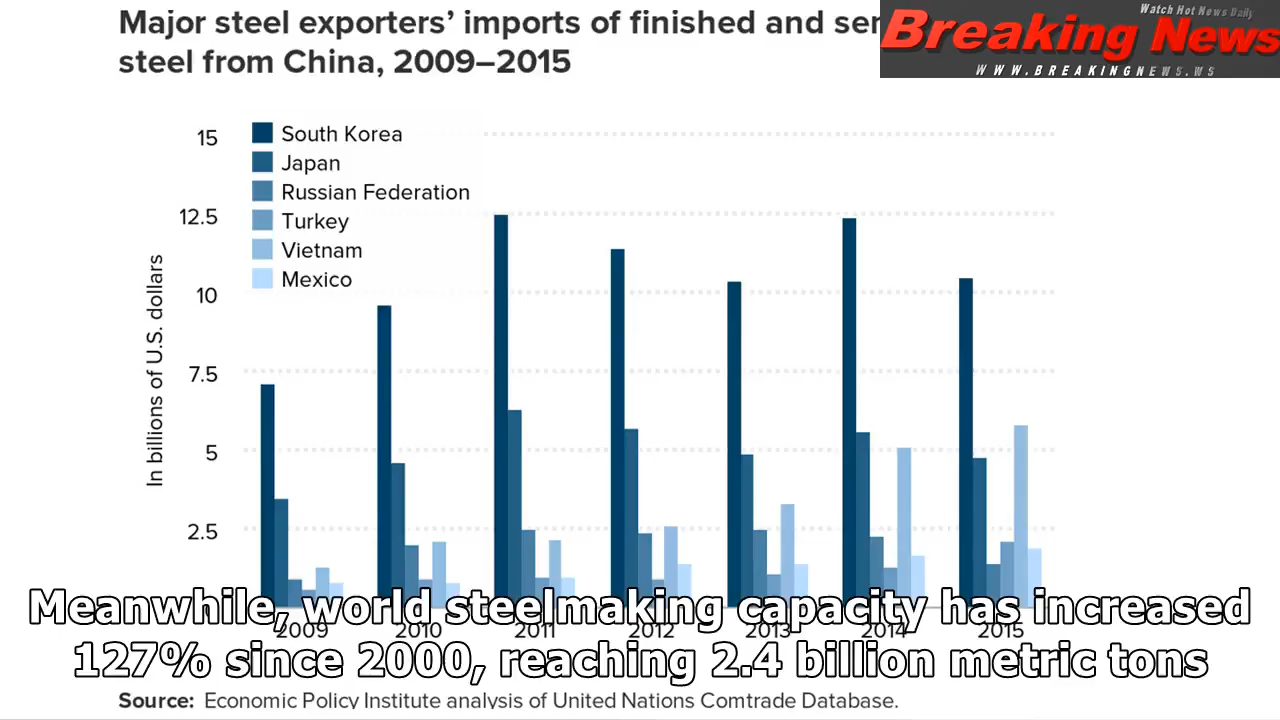 Major steel exporters' imports of finished and
steel from China, 2009–2015
Watch Hot News Daily
Breaking News
WWW.BREAKINGNEWS.WS
In billions of U.S. dollars
15
12.5
10
7.5
5
2.5
South Korea
Japan
Russian Federation
Turkey
Vietnam
Mexico
2009 2010 2011 2012 2013 2014 2015
Meanwhile, world steelmaking capacity has increased
127% since 2000, reaching 2.4 billion metric tons
Source: Economic Policy Institute analysis of United Nations Comtrade Database.